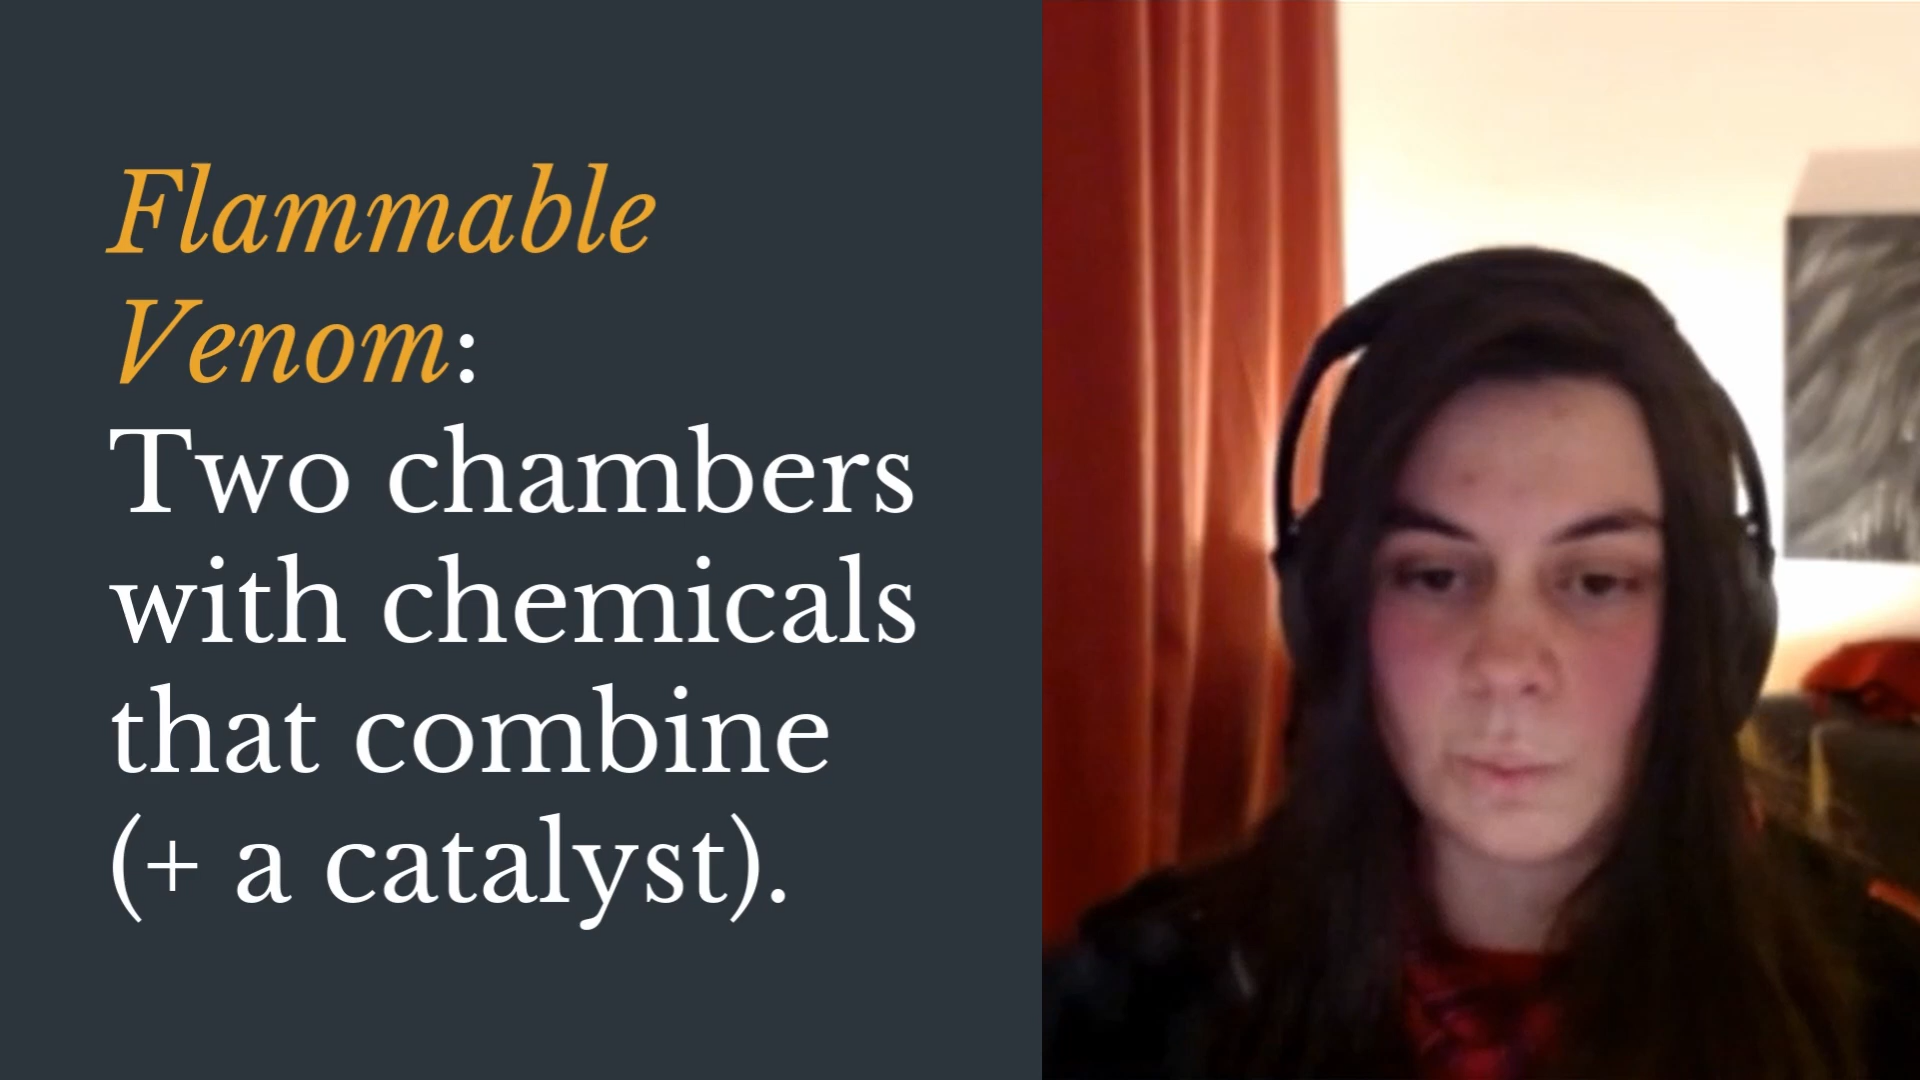 Flammable
Venom:
Two chambers
with chemicals
that combine
(+ a catalyst).